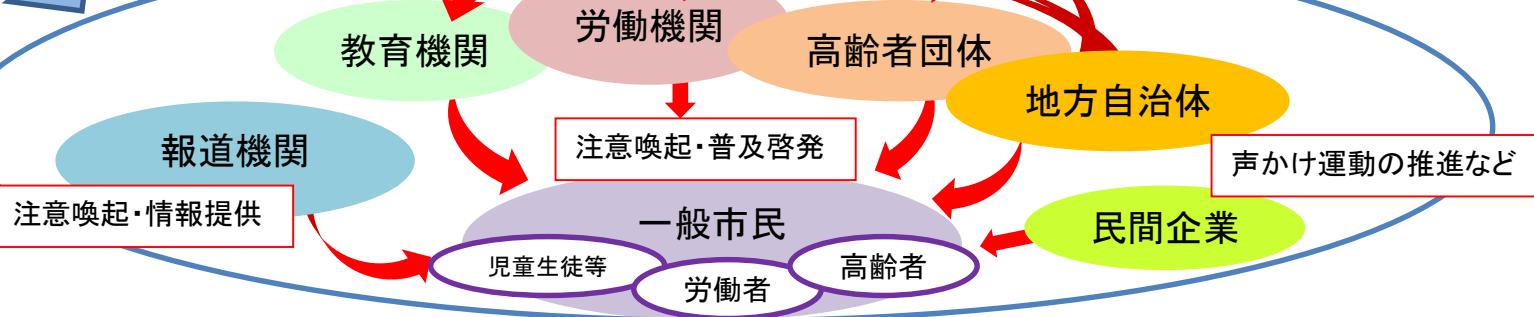 労働機関
教育機関
高齢者団体
地方自治体
報道機関
注意喚起・普及啓発
声かけ運動の推進など
注意喚起・情報提供
一般市民
民間企業
児童生徒等
高齢者
労働者